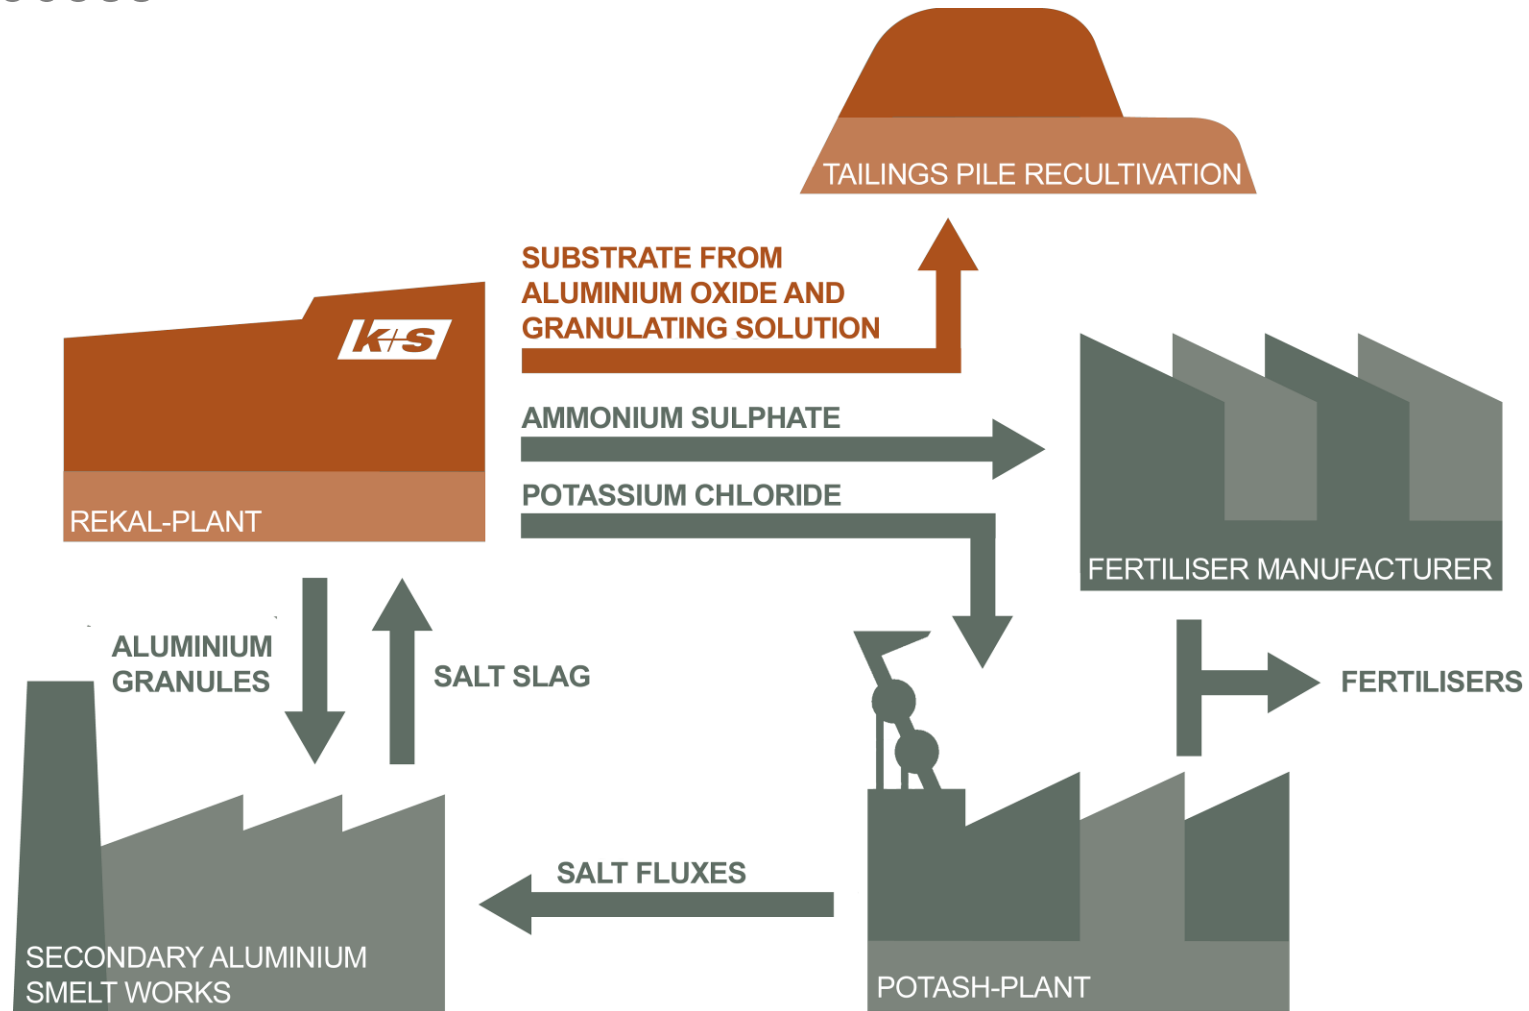 TAILINGS PILE RECULTIVATION
SUBSTRATE FROM
ALUMINIUM OXIDE AND
GRANULATING SOLUTION
k+s
AMMONIUM SULPHATE
POTASSIUM CHLORIDE
REKAL-PLANT
FERTILISER MANUFACTURER
ALUMINIUM
GRANULES
SALT SLAG
FERTILISERS
SALT FLUXES
SECONDARY ALUMINIUM
SMELT WORKS
POTASH-PLANT